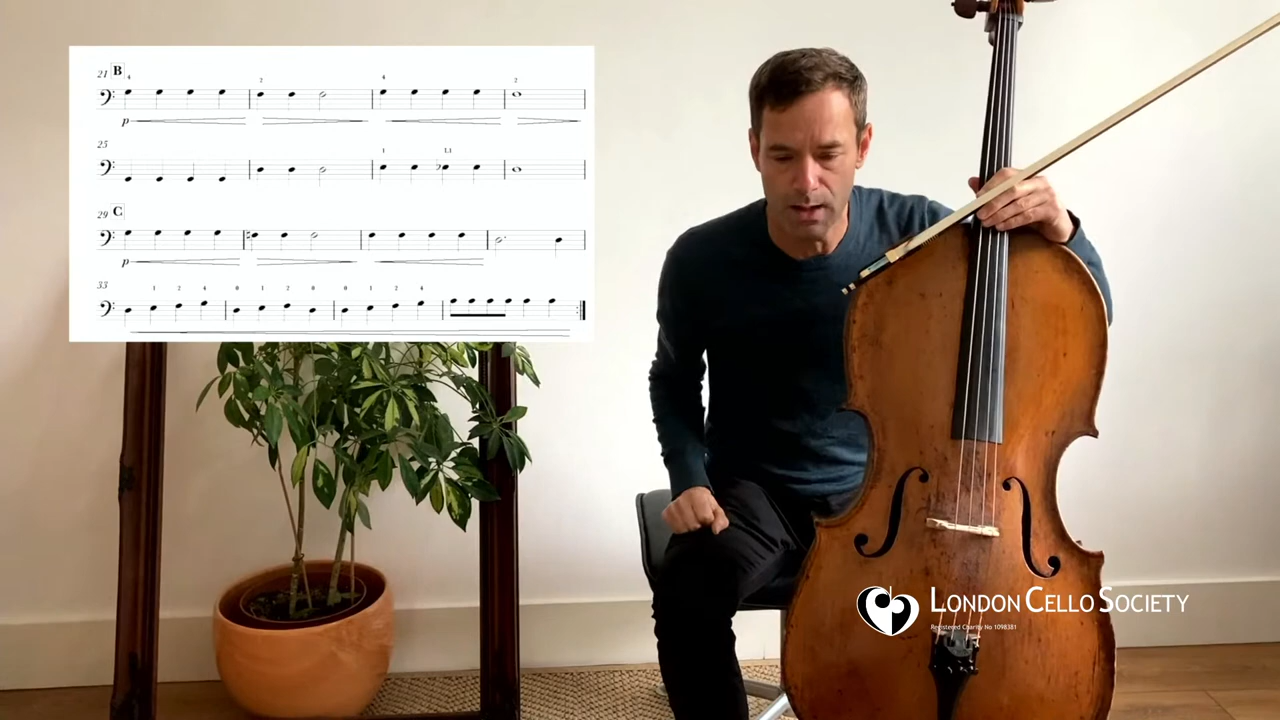 21 B
4 2 4 2
p
25
1 1,1
29 C
p
33
1 2 4 0 1 2 0 0 1 2 4
LONDON CELLO SOCIETY
Registered Charity No 1098381